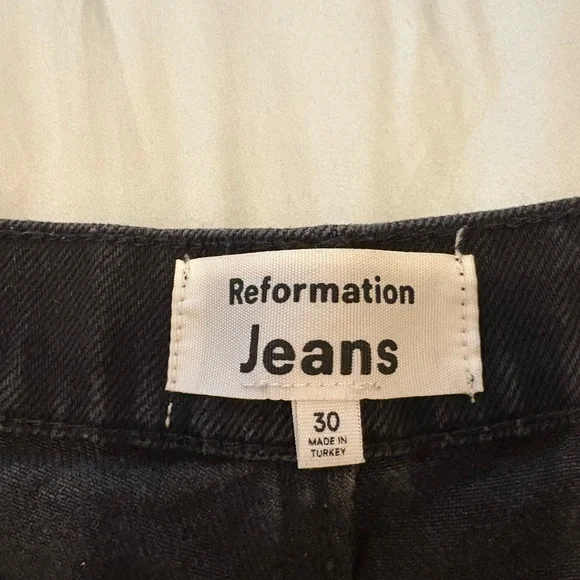 Reformation
Jeans
30
MADE IN
TURKEY